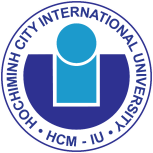 HOCHIMINH CITY INTERNATIONAL UNIVERSITY
• HCM - IU •